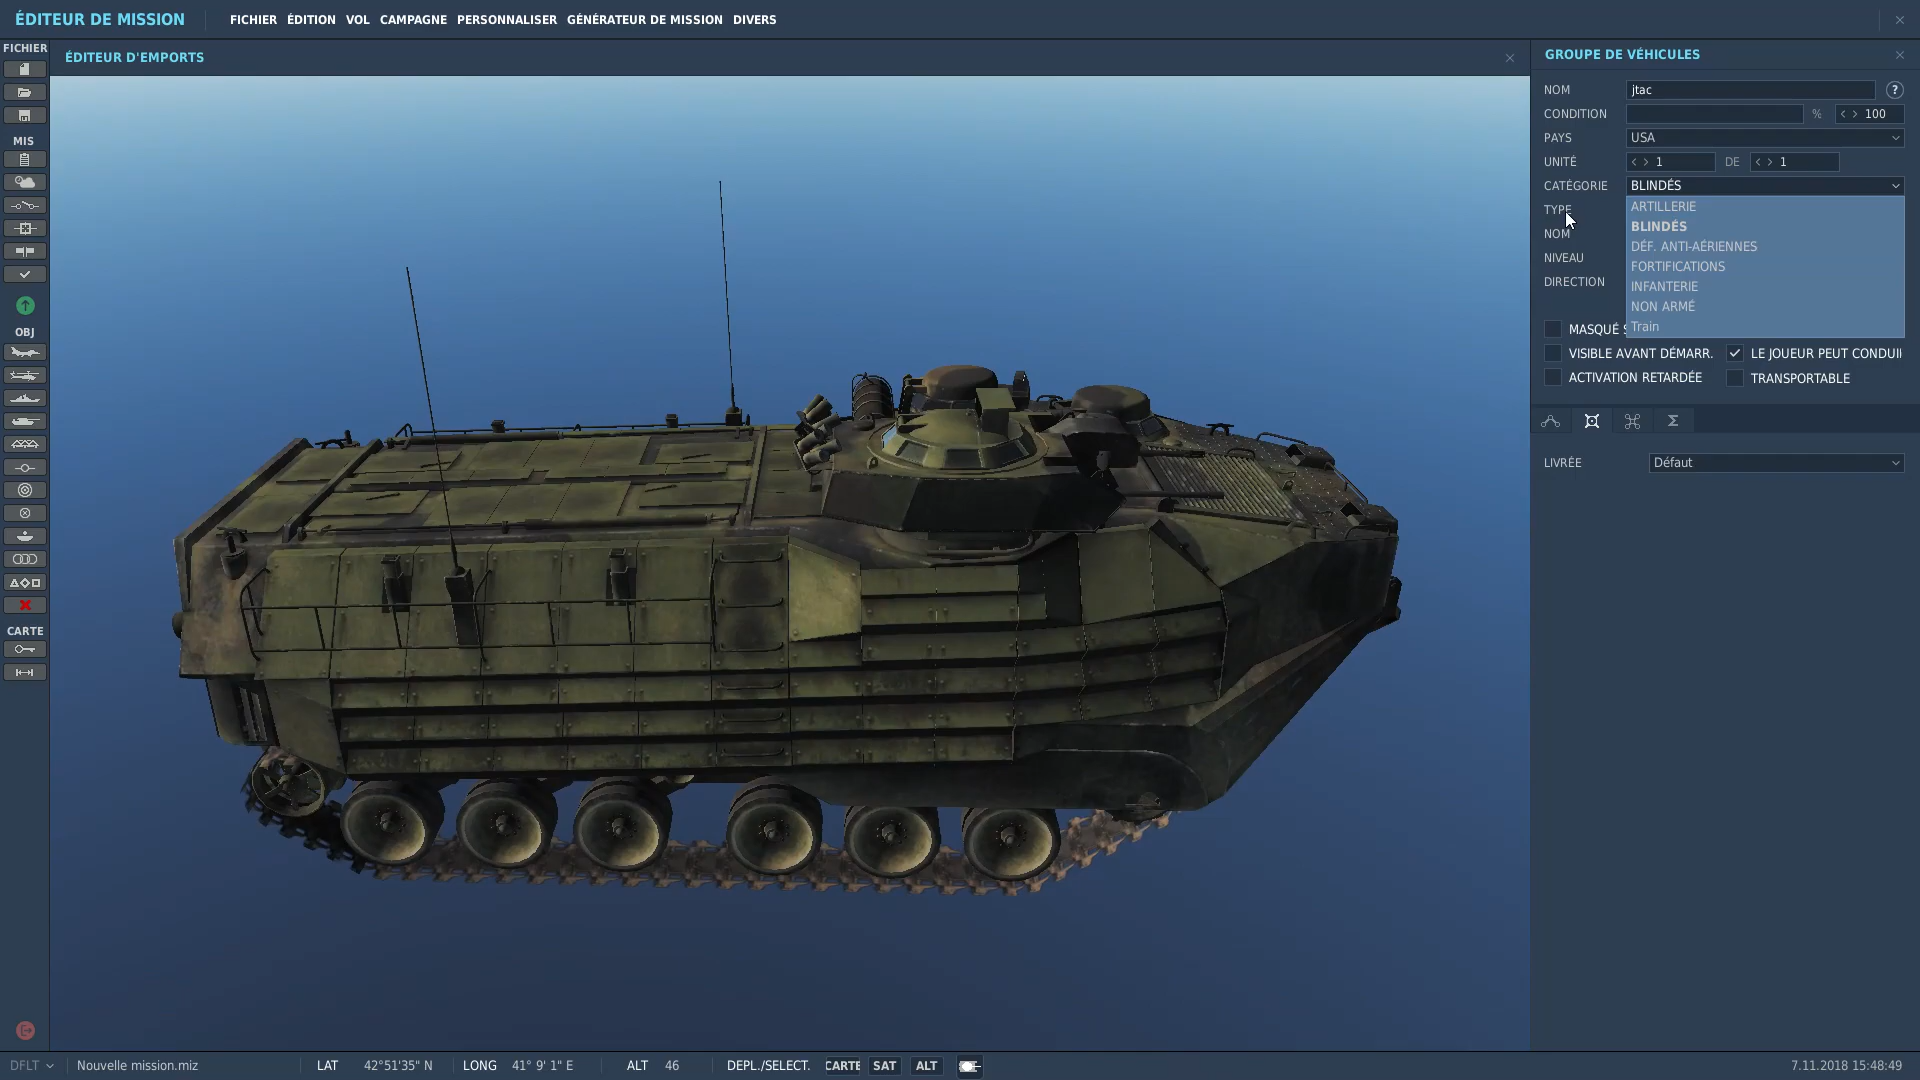 ÉDITEUR DE MISSION
FICHIER ÉDITION VOL CAMPAGNE PERSONNALISER GÉNÉRATEUR DE MISSION DIVERS
FICHIER
MIS
OBJ
CARTE
ÉDITEUR D'EMPORTS
GROUPE DE VÉHICULES
NOM jtac ?
CONDITION % < > 100
PAYS USA
UNITÉ < > 1 DE < > 1
CATÉGORIE BLINDÉS
TYPE
NOM
NIVEAU
DIRECTION
ARTILLERIE
BLINDÉS
DÉF. ANTI-AÉRIENNES
FORTIFICATIONS
INFANTERIE
NON ARMÉ
Train
MASQUÉ
VISIBLE AVANT DÉMARR. LE JOUEUR PEUT CONDUI
ACTIVATION RETARDÉE TRANSPORTABLE
Σ
LIVRÉE Défaut
DFLT Nouvelle mission.miz LAT 42°51'35" N LONG 41° 9' 1" E ALT 46 DEPL./SELECT. CARTE SAT ALT 7.11.2018 15:48:49